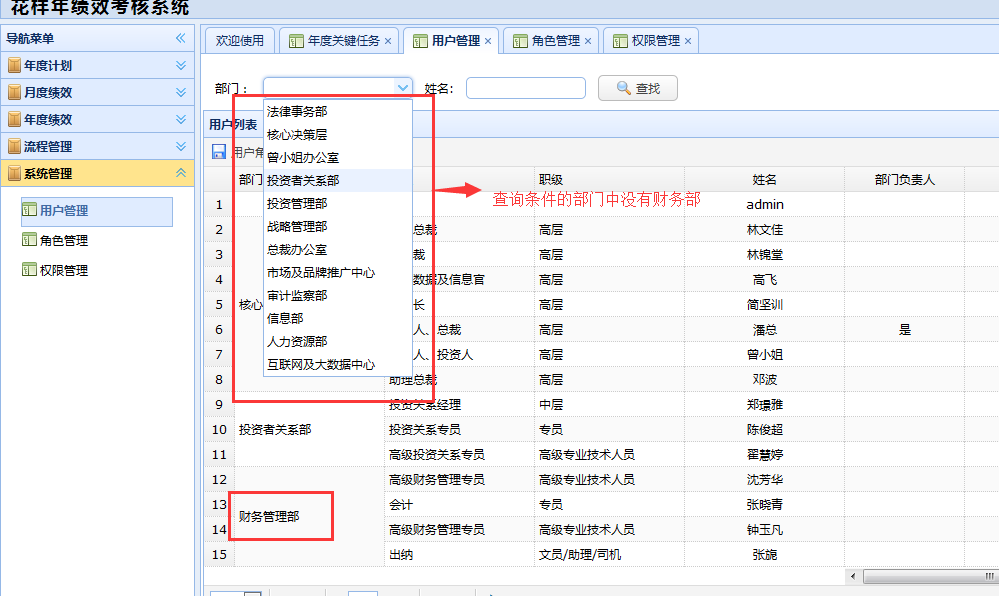 花样年绩效考核系统
导航菜单
年度计划
月度绩效
年度绩效
流程管理
系统管理
用户管理
角色管理
权限管理
欢迎使用 年度关键任务 × 用户管理 × 角色管理 × 权限管理 ×
部门： 姓名: 查找
法律事务部
核心决策层
曾小姐办公室
投资者关系部
投资管理部
战略管理部
总裁办公室
市场及品牌推广中心
审计监察部
信息部
人力资源部
互联网及大数据中心
查询条件的部门中没有财务部
用户列表
用户角
部门 职级 姓名 部门负责人
1 admin
2 总裁 高层 林文佳
3 裁 高层 林锦堂
4 数据及信息官 高层 高飞
5 核心 长 高层 简坚训
6 人、总裁 高层 潘总 是
7 人、投资人 高层 曾小姐
8 助理总裁 高层 邓波
9 投资关系经理 中层 郑璟雅
10 投资者关系部 投资关系专员 专员 陈俊超
11 高级投资关系专员 高级专业技术人员 翟慧婷
12 高级财务管理专员 高级专业技术人员 沈芳华
13 财务管理部 会计 专员 张晓青
14 高级财务管理专员 高级专业技术人员 钟玉凡
15 出纳 文员/助理/司机 张旎